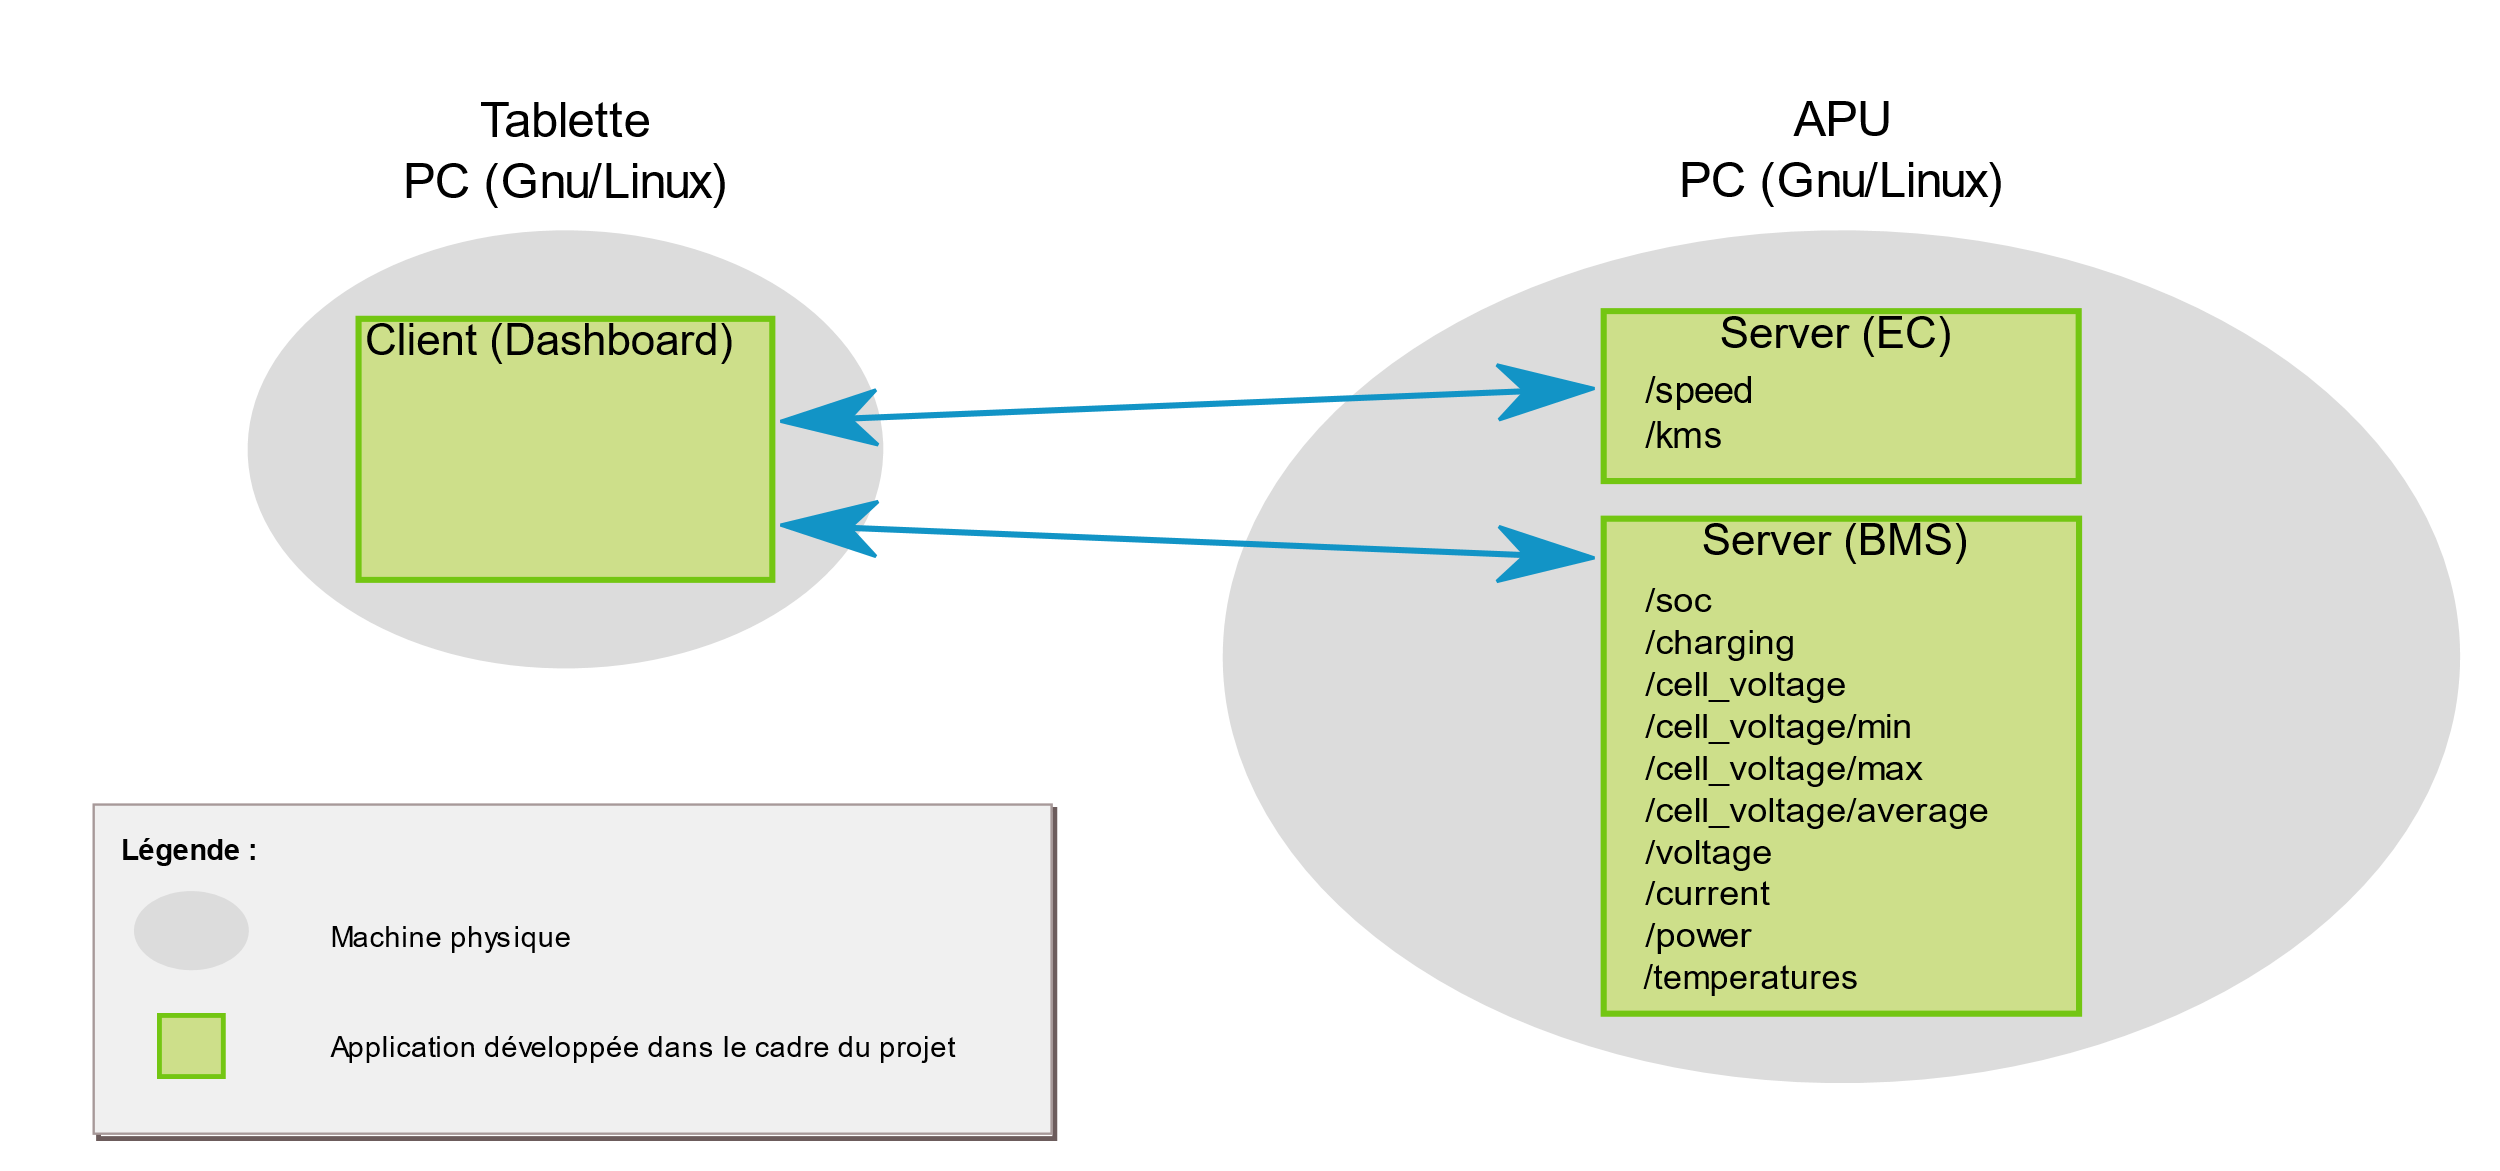 Tablette
PC (Gnu/Linux)
Client (Dashboard)
APU
PC (Gnu/Linux)
Server (EC)
/speed
/kms
Server (BMS)
/soc
/charging
/cell_voltage
/cell_voltage/min
/cell_voltage/max
/cell_voltage/average
/voltage
/current
/power
/temperatures
Légende :
Machine physique
Application développée dans le cadre du projet